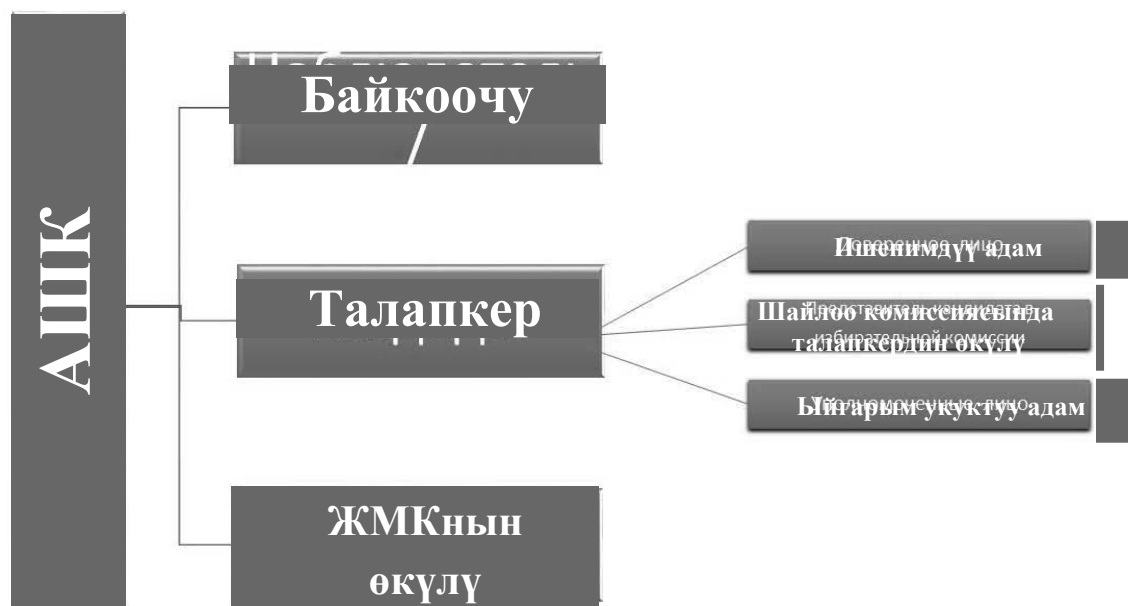 АШК
Байкоочу
/
Талапкер
Ишенимдүү адам
Шайлоо комиссиясында
талапкердин өкүлү
Ыйгарым укуктуу адам
ЖМКнын
өкүлү